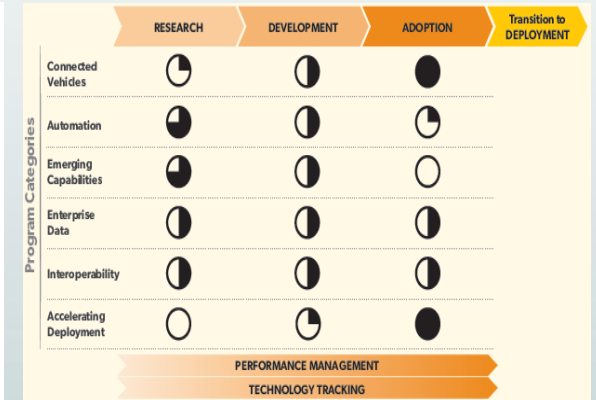 RESEARCH
DEVELOPMENT
ADOPTION
Transition to
DEPLOYMENT
Program Categories
Connected
Vehicles
Automation
Emerging
Capabilities
Enterprise
Data
Interoperability
Accelerating
Deployment
PERFORMANCE MANAGEMENT
TECHNOLOGY TRACKING